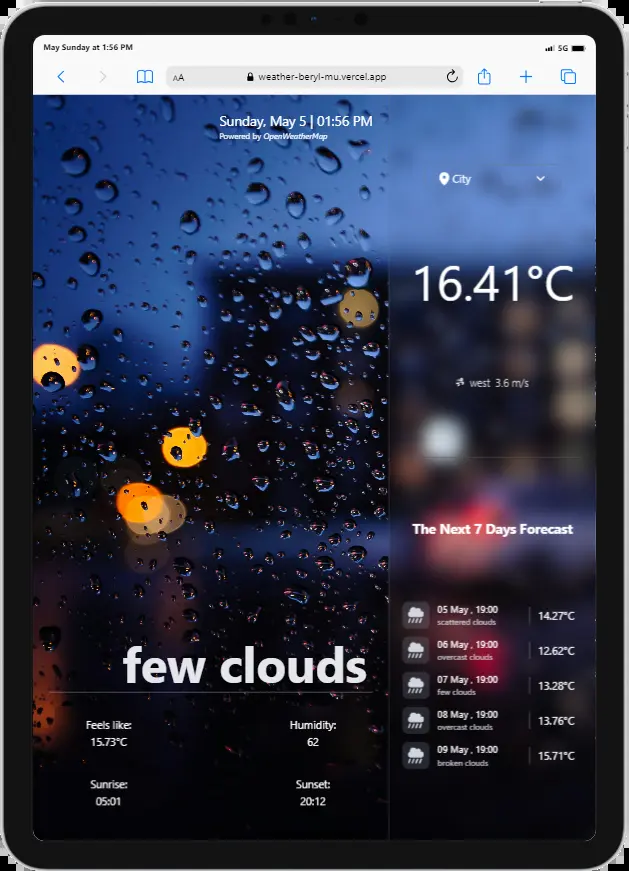 May Sunday at 1:56 PM
5G
AA
weather-beryl-mu.vercel.app
Sunday, May 5 | 01:56 PM
Powered by OpenWeatherMap
City
16.41°C
west 3.6 m/s
The Next 7 Days Forecast
05 May , 19:00
scattered clouds
14.27°C
06 May , 19:00
overcast clouds
12.62°C
07 May , 19:00
few clouds
13.28°C
08 May , 19:00
overcast clouds
13.76°C
09 May , 19:00
broken clouds
15.71°C
few clouds
Feels like:
15.73°C
Humidity:
62
Sunrise:
05:01
Sunset:
20:12